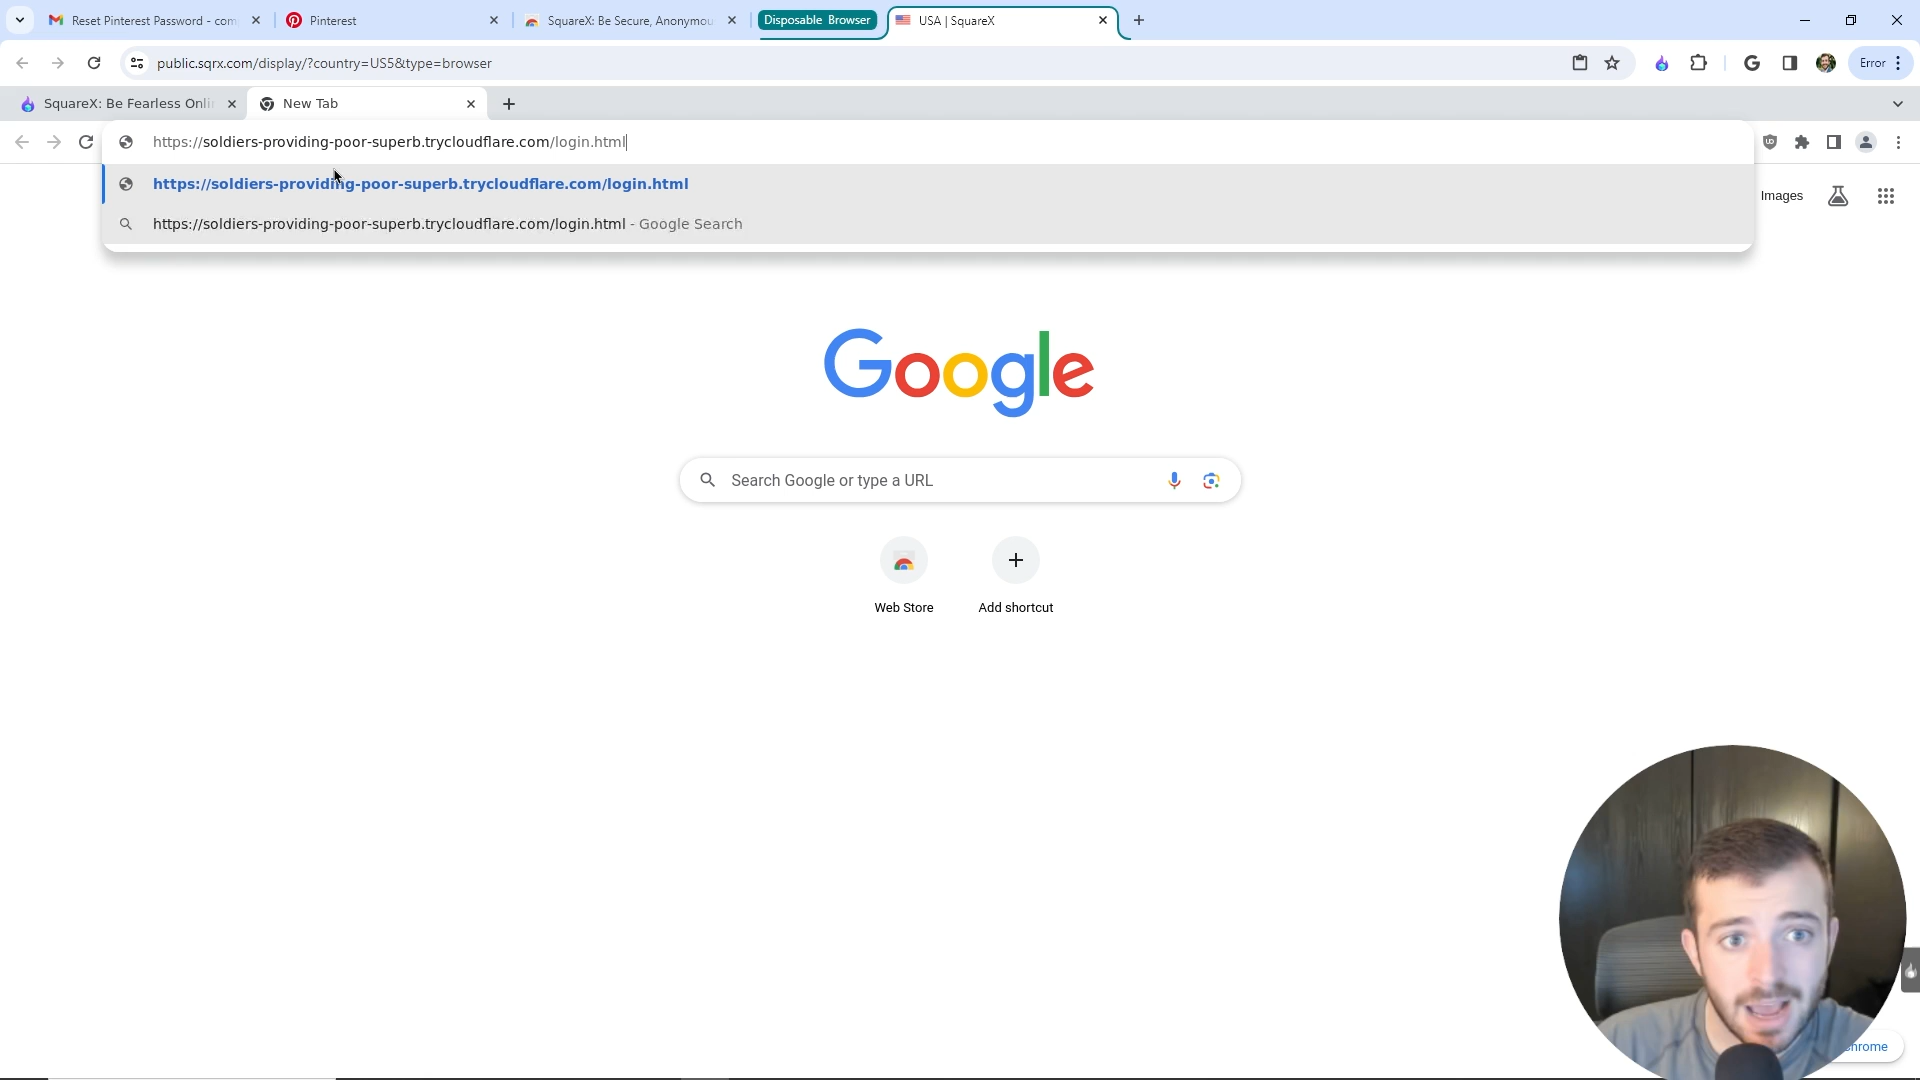 Reset Pinterest Password - com
Pinterest
SquareX: Be Secure, Anonymou
Disposable Browser
USA | SquareX
public.sqrx.com/display/?country=US5&type=browser
Error
SquareX: Be Fearless Onli
New Tab
https://soldiers-providing-poor-superb.trycloudflare.com/login.html
https://soldiers-providing-poor-superb.trycloudflare.com/login.html
https://soldiers-providing-poor-superb.trycloudflare.com/login.html - Google Search
Images
Google
Search Google or type a URL
Web Store
Add shortcut
hrome